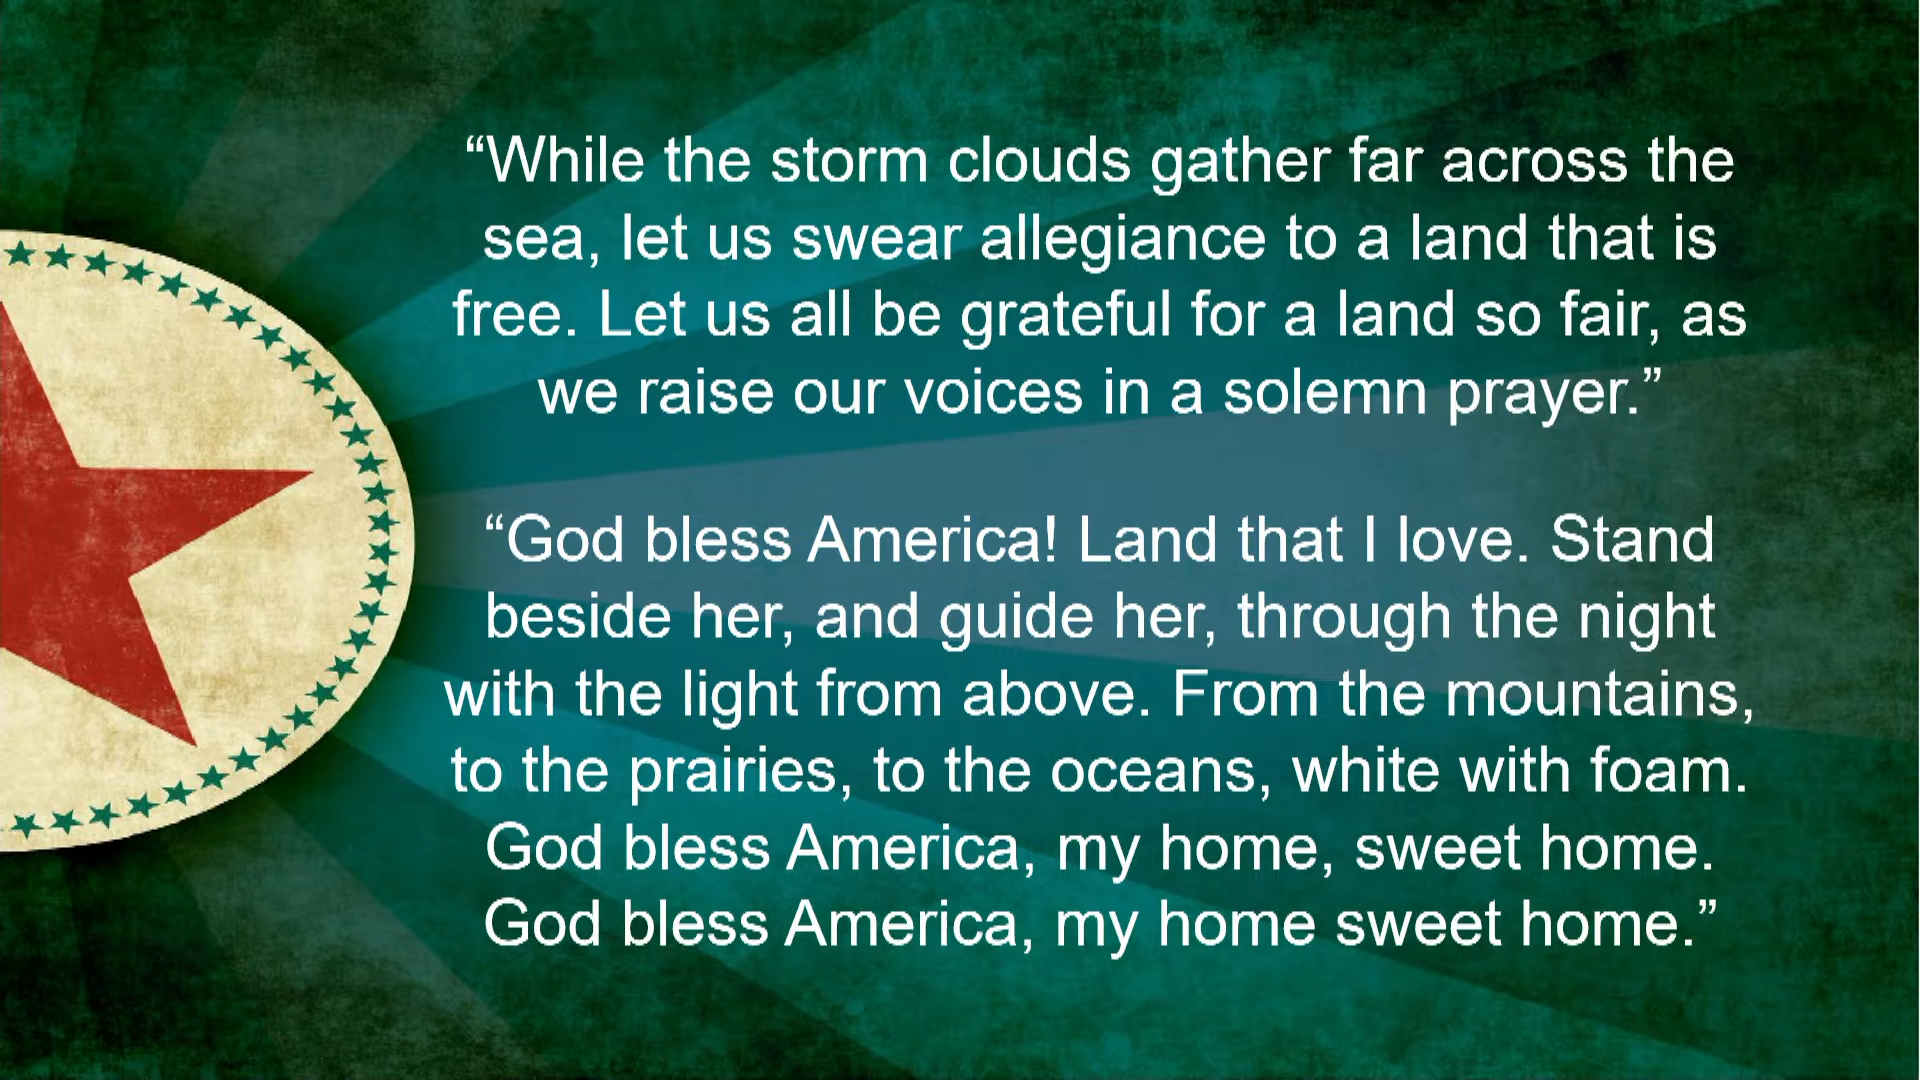 “While the storm clouds gather far across the
sea, let us swear allegiance to a land that is
free. Let us all be grateful for a land so fair, as
we raise our voices in a solemn prayer.”
“God bless America! Land that I love. Stand
beside her, and guide her, through the night
with the light from above. From the mountains,
to the prairies, to the oceans, white with foam.
God bless America, my home, sweet home.
God bless America, my home sweet home.”